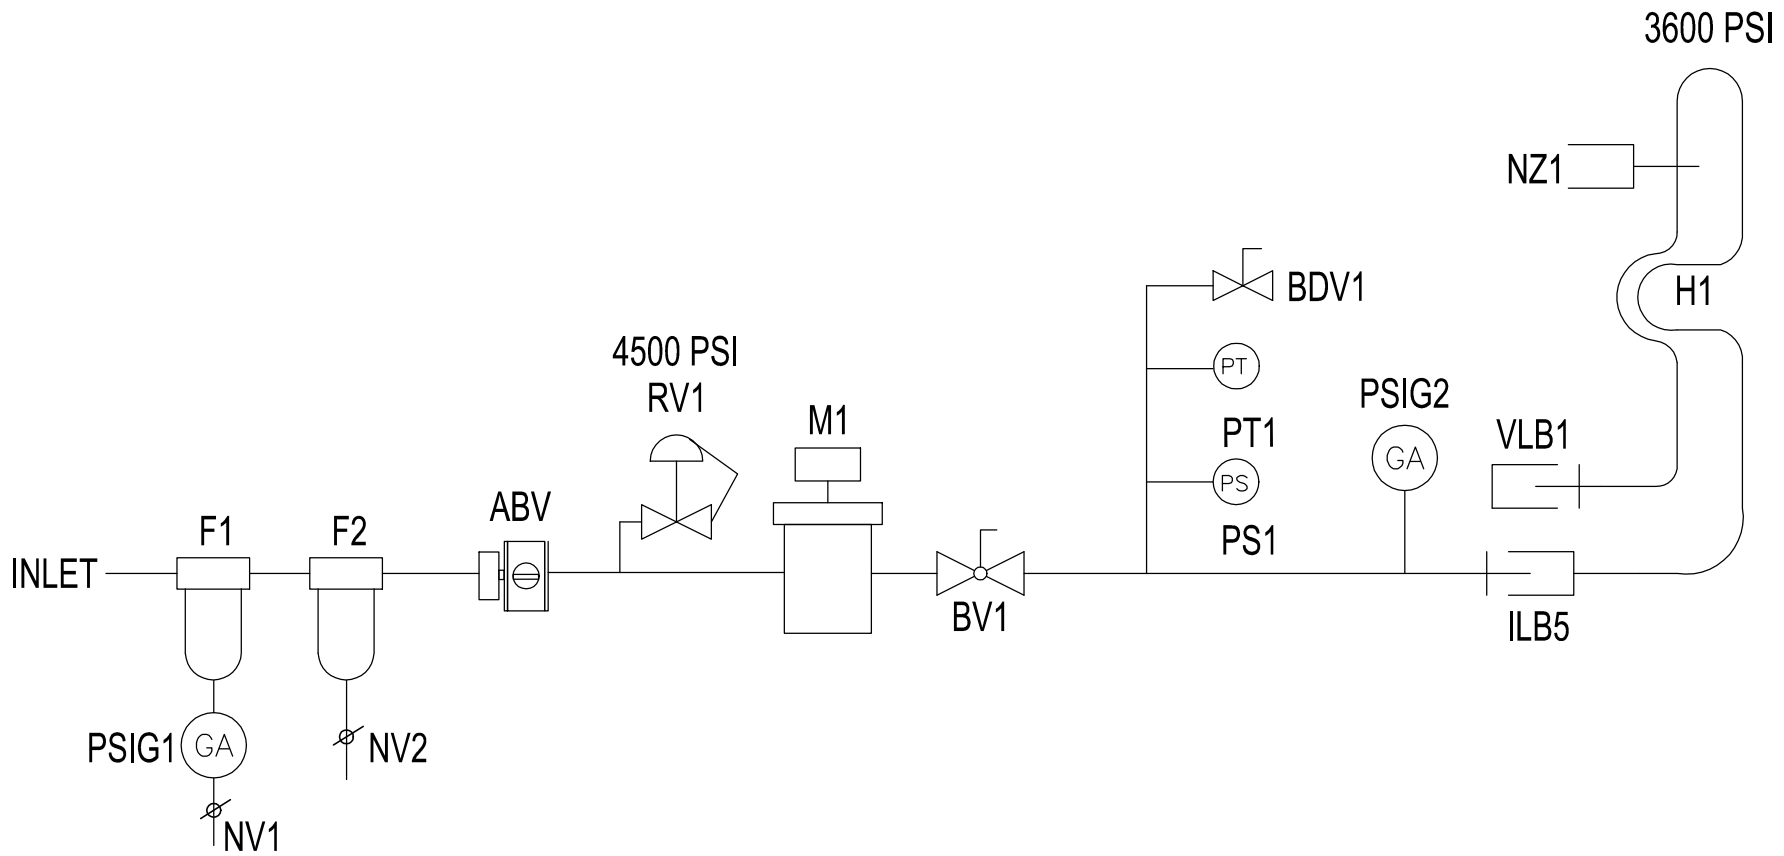 3600 PSI
NZ1
BDV1
H1
4500 PSI
RV1
PT
PSIG2
M1
PT1
VLB1
GA
PS
ABV
F1
F2
PS1
INLET
BV1
ILB5
PSIG1
GA
NV2
NV1